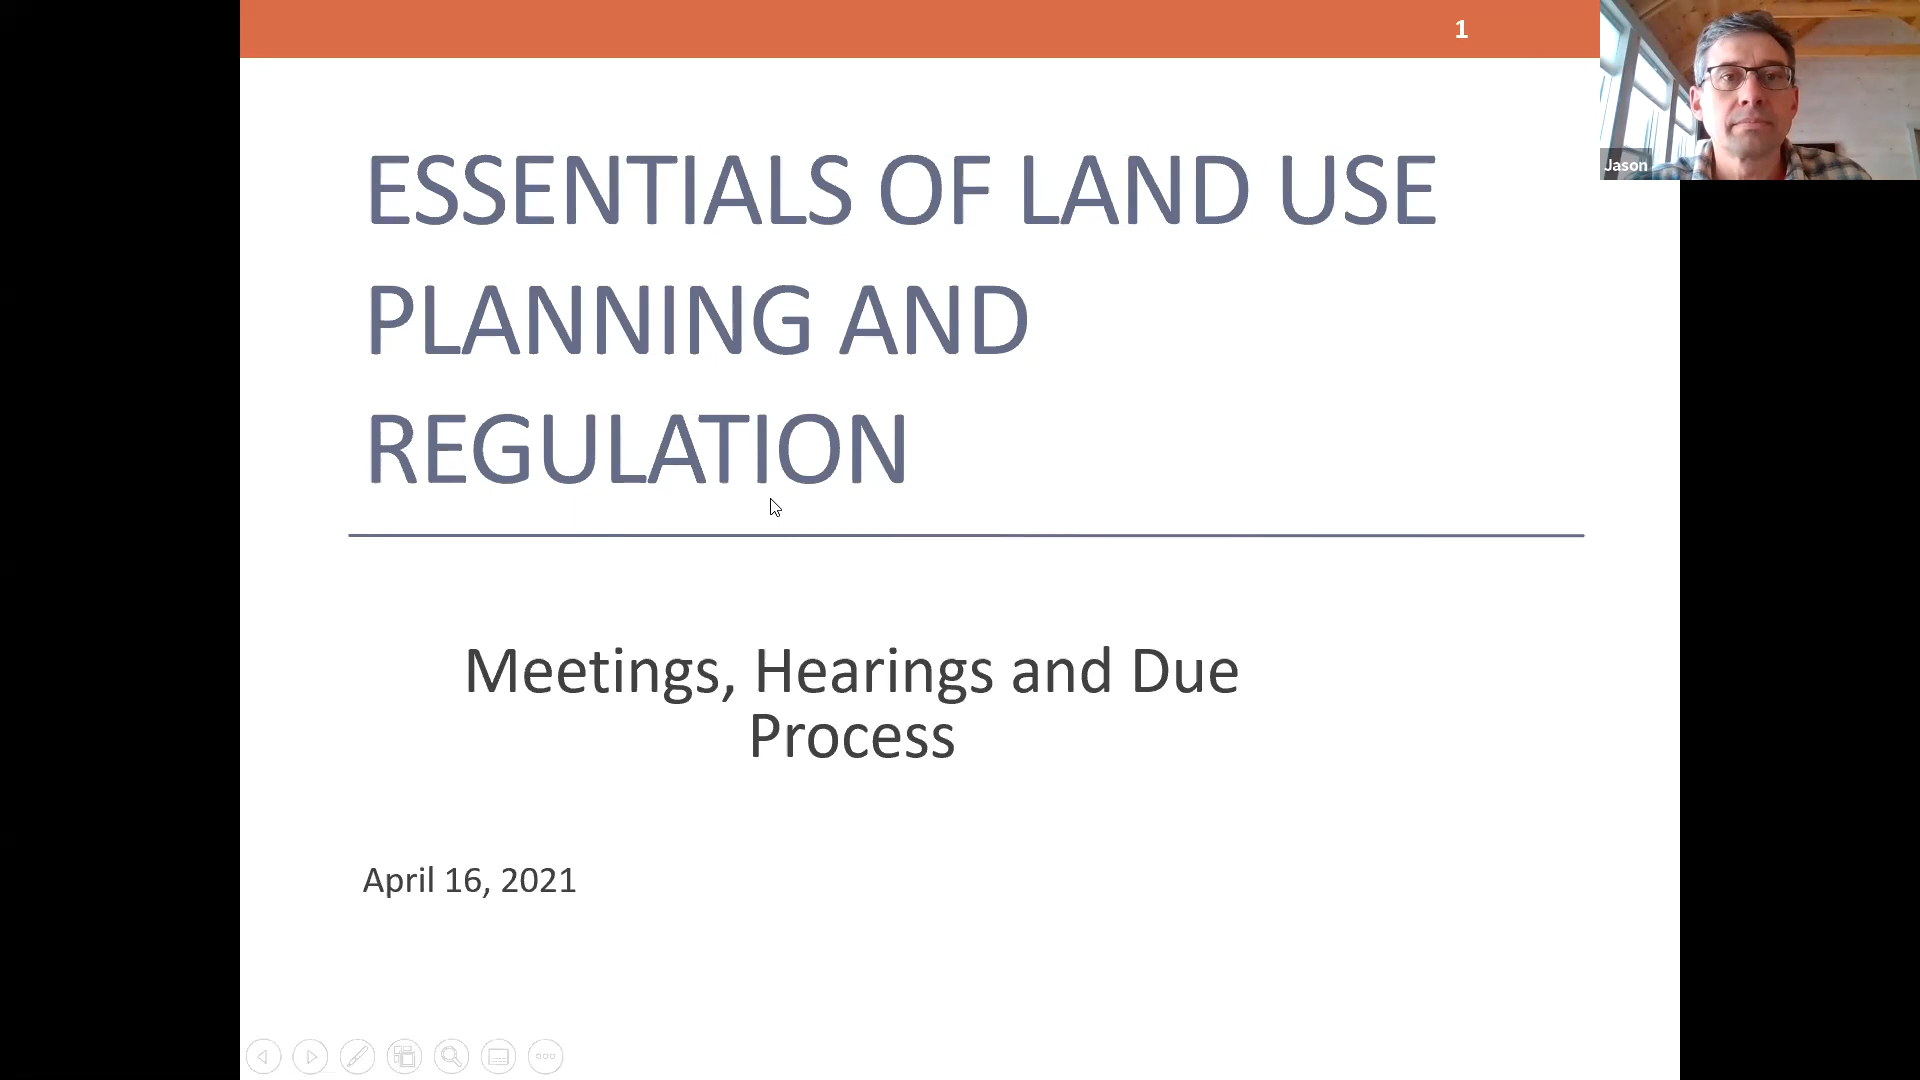 1
Jason
ESSENTIALS OF LAND USE
PLANNING AND
REGULATION
Meetings, Hearings and Due
Process
April 16, 2021